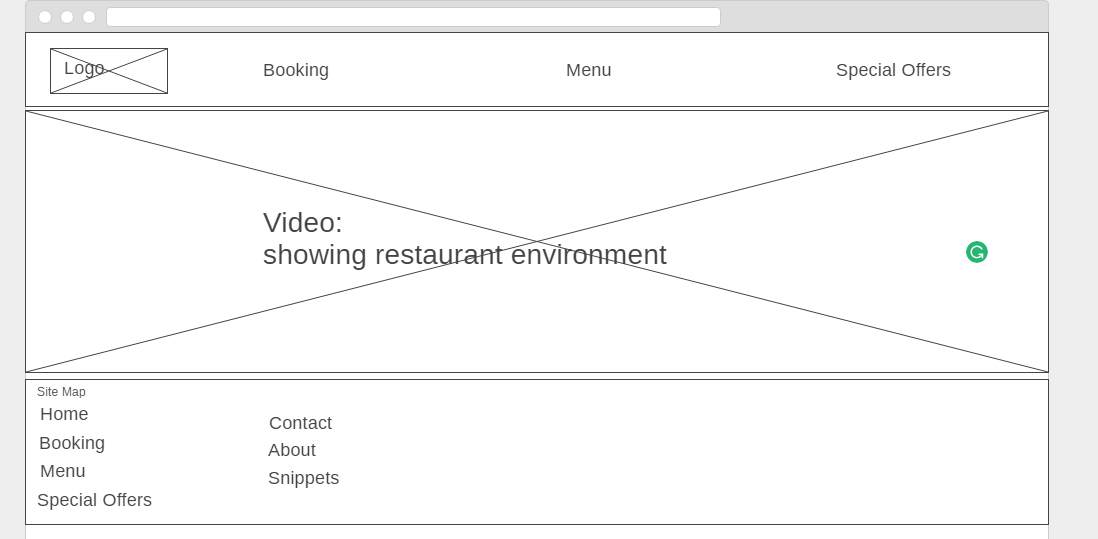 Logo
Booking
Menu
Special Offers
Video:
showing restaurant environment
Site Map
Home
Booking
Menu
Special Offers
Contact
About
Snippets